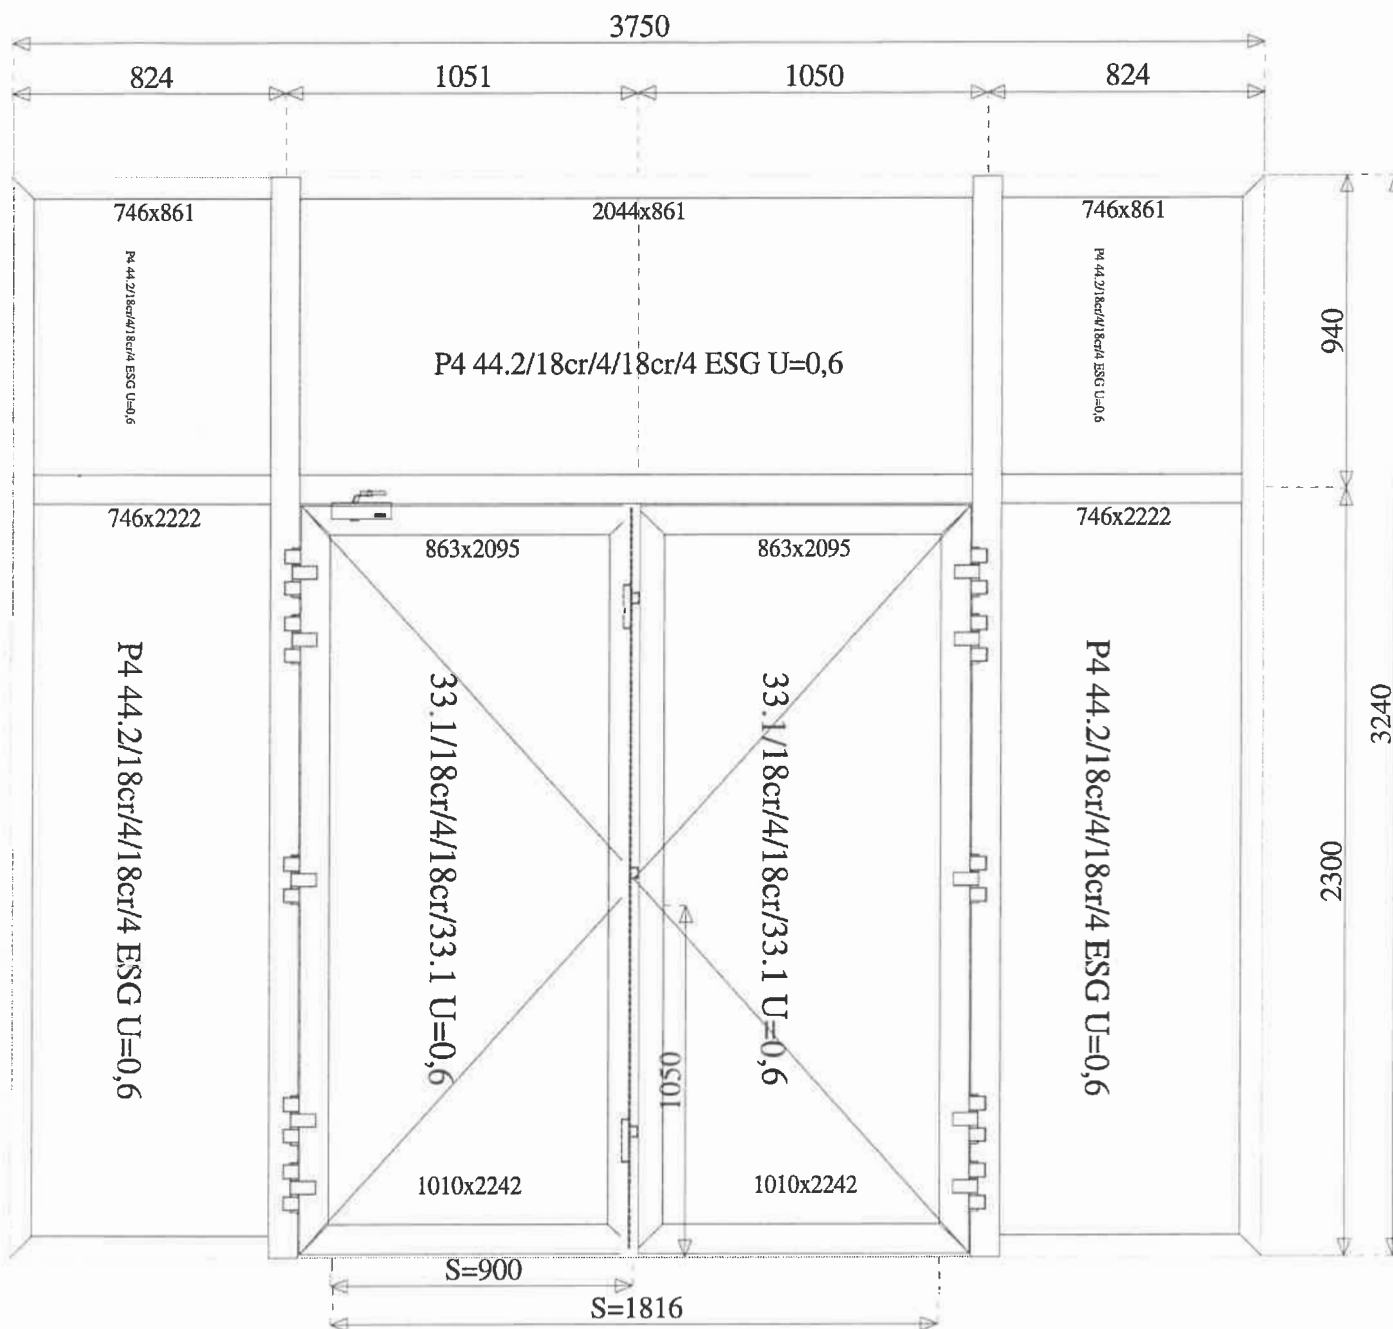 3750
824
1051
1050
824
746x861
2044x861
746x861
P4 44.2/18cr/4/18cr/4 ESG U=0,6
P4 44.2/18cr/4/18cr/4 ESG U=0,6
P4 44.2/18cr/4/18cr/4 ESG U=0,6
940
746x2222
863x2095
863x2095
746x2222
P4 44.2/18cr/4/18cr/4 ESG U=0,6
33.1/18cr/4/18cr/33.1 U=0,6
33.1/18cr/4/18cr/33.1 U=0,6
P4 44.2/18cr/4/18cr/4 ESG U=0,6
3240
2300
1050
1010x2242
1010x2242
S=900
S=1816